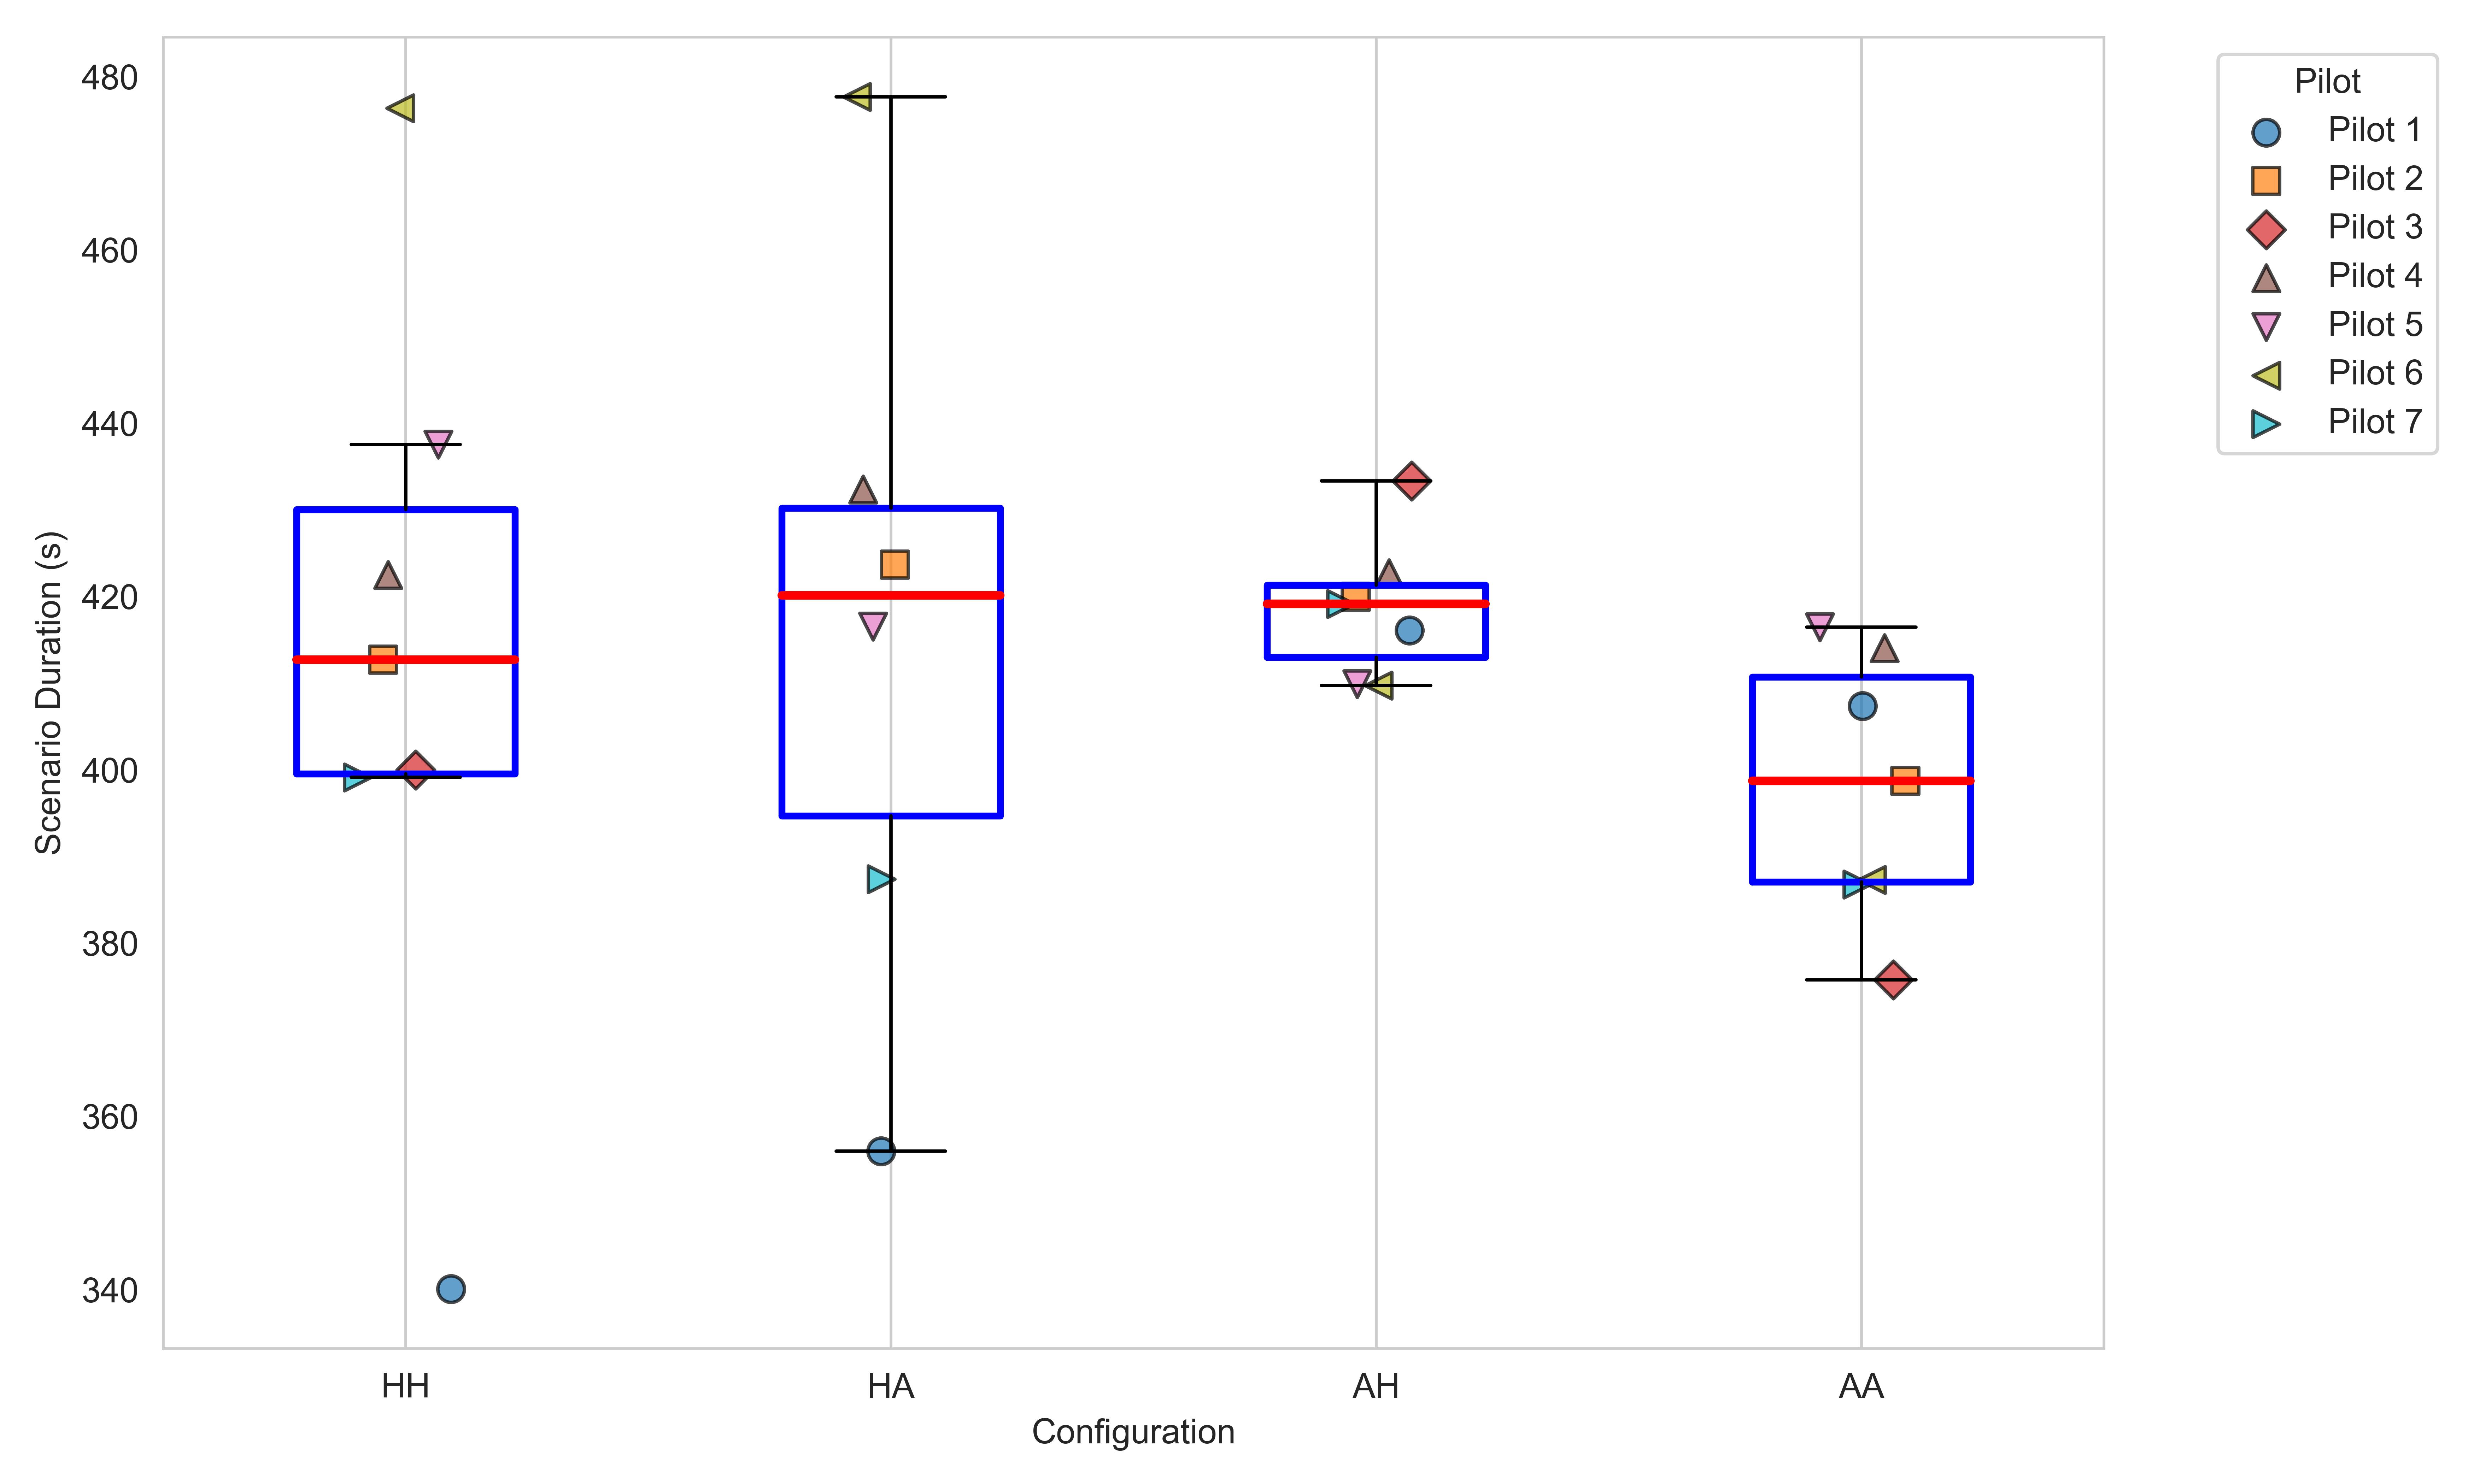 Scenario Duration (s)
480
460
440
420
400
380
360
340
HH
HA
AH
AA
Configuration
Pilot
Pilot 1
Pilot 2
Pilot 3
Pilot 4
Pilot 5
Pilot 6
Pilot 7